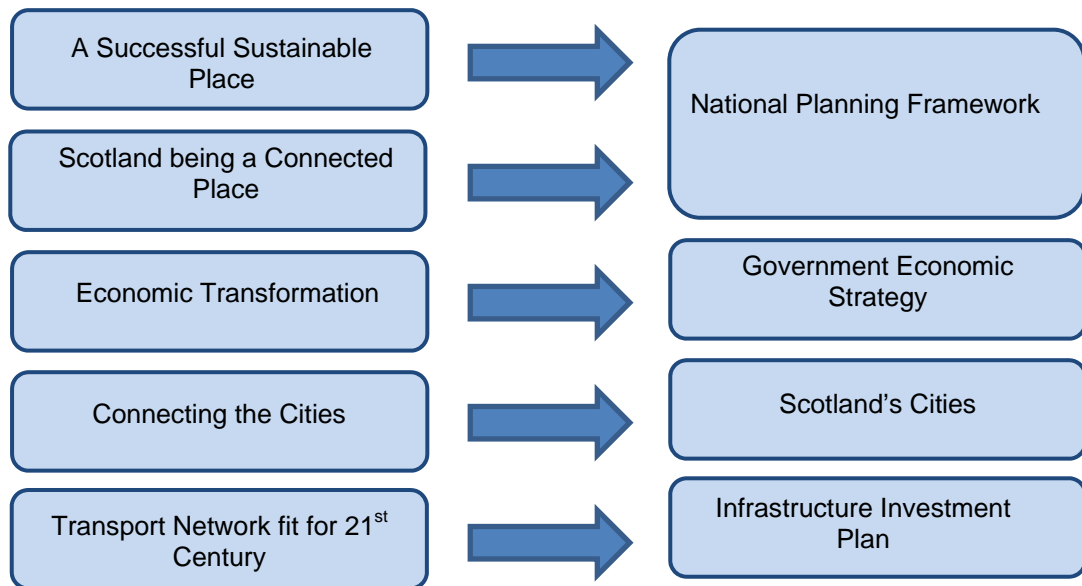 A Successful Sustainable
Place
National Planning Framework
Scotland being a Connected
Place
Economic Transformation
Government Economic
Strategy
Connecting the Cities
Scotland’s Cities
Transport Network fit for 21st
Century
Infrastructure Investment
Plan